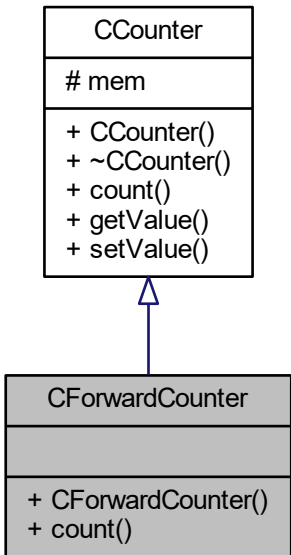 CCounter
# mem
+ CCounter()
+ ~CCounter()
+ count()
+ getValue()
+ setValue()
CForwardCounter
+ CForwardCounter()
+ count()